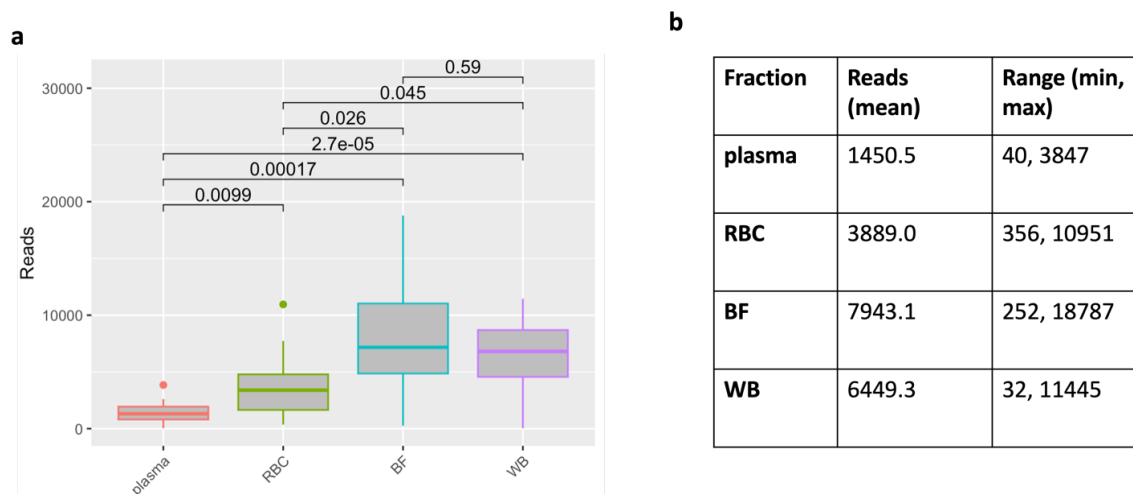 a
b
0.59
30000
0.045
0.026
2.7e-05
0.00017
20000
0.0099
Reads
10000
0
plasma
RBC
BF
WB
Fraction
Reads (mean)
Range (min, max)
plasma
1450.5
40, 3847
RBC
3889.0
356, 10951
BF
7943.1
252, 18787
WB
6449.3
32, 11445